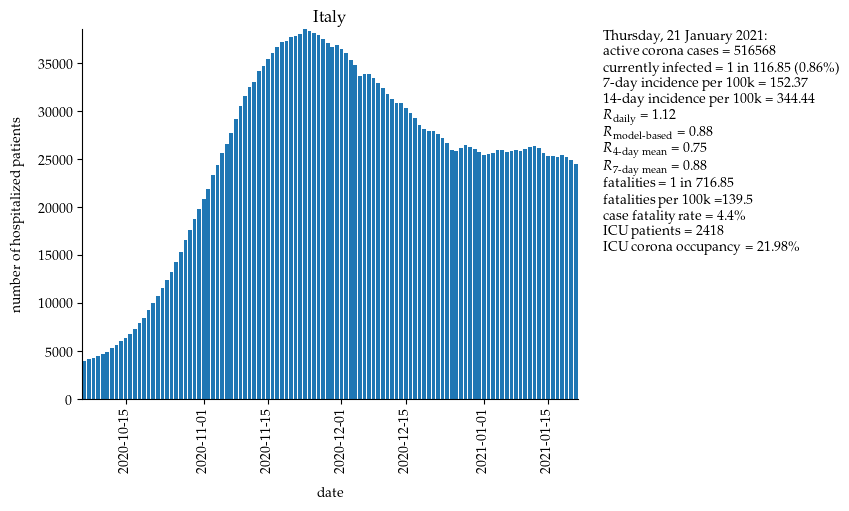 Italy
number of hospitalized patients
35000
30000
25000
20000
15000
10000
5000
0
2020-10-15
2020-11-01
2020-11-15
2020-12-01
2020-12-15
2021-01-01
2021-01-15
date
Thursday, 21 January 2021:
active corona cases = 516568
currently infected = 1 in 116.85 (0.86%)
7-day incidence per 100k = 152.37
14-day incidence per 100k = 344.44
R daily = 1.12
R model-based = 0.88
R 4-day mean = 0.75
R 7-day mean = 0.88
fatalities = 1 in 716.85
fatalities per 100k =139.5
case fatality rate = 4.4%
ICU patients = 2418
ICU corona occupancy = 21.98%